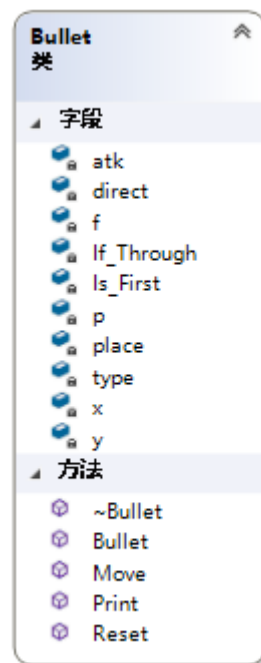 Bullet
类
字段
atk
direct
f
If_Through
Is_First
p
place
type
x
y
方法
~Bullet
Bullet
Move
Print
Reset